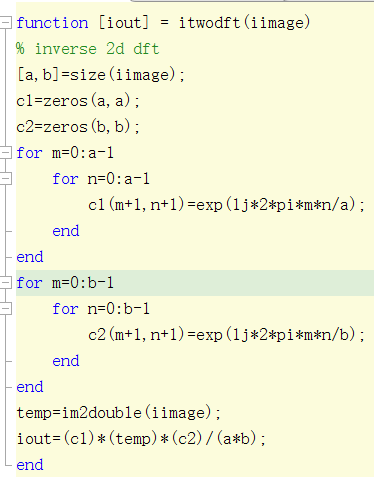 function [iout] = itwodft(iimage)
% inverse 2d dft
[a,b]=size(iimage);
c1=zeros(a,a);
c2=zeros(b,b);
for m=0:a-1
for n=0:a-1
c1(m+1,n+1)=exp(1j*2*pi*m*n/a);
end
end
for m=0:b-1
for n=0:b-1
c2(m+1,n+1)=exp(1j*2*pi*m*n/b);
end
end
temp=im2double(iimage);
iout=(c1)*(temp)*(c2)/(a*b);
end